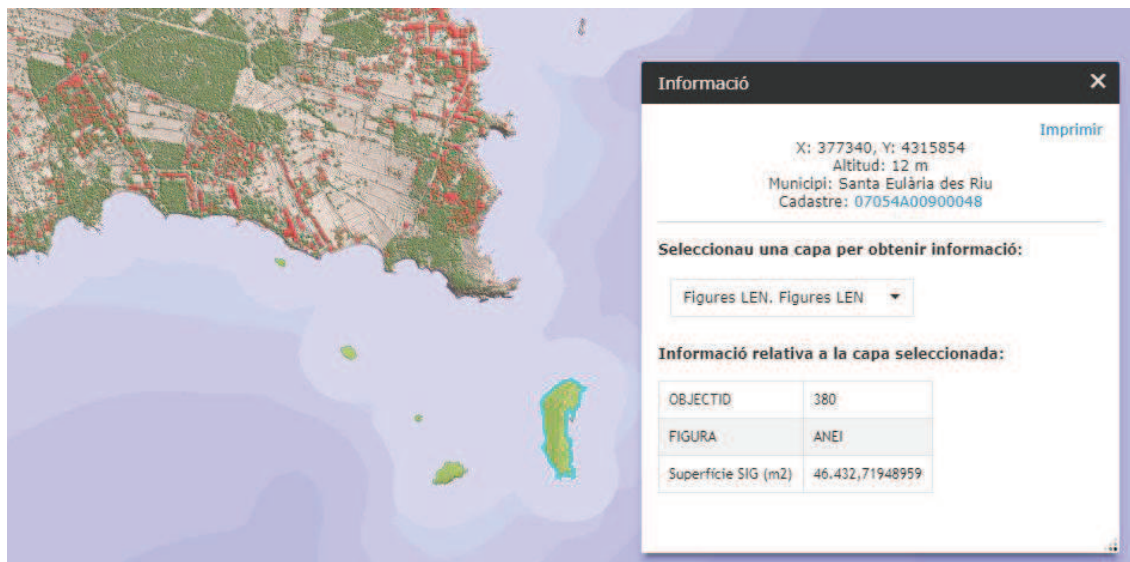 Informació
Imprimir
X: 377340, Y: 4315854
Altitud: 12 m
Municipi: Santa Eulària des Riu
Cadastre: 07054A00900048
Seleccionau una capa per obtenir informació:
Figures LEN. Figures LEN
Informació relativa a la capa seleccionada:
OBJECTID 380
FIGURA ANEI
Superfície SIG (m2) 46.432,71948959